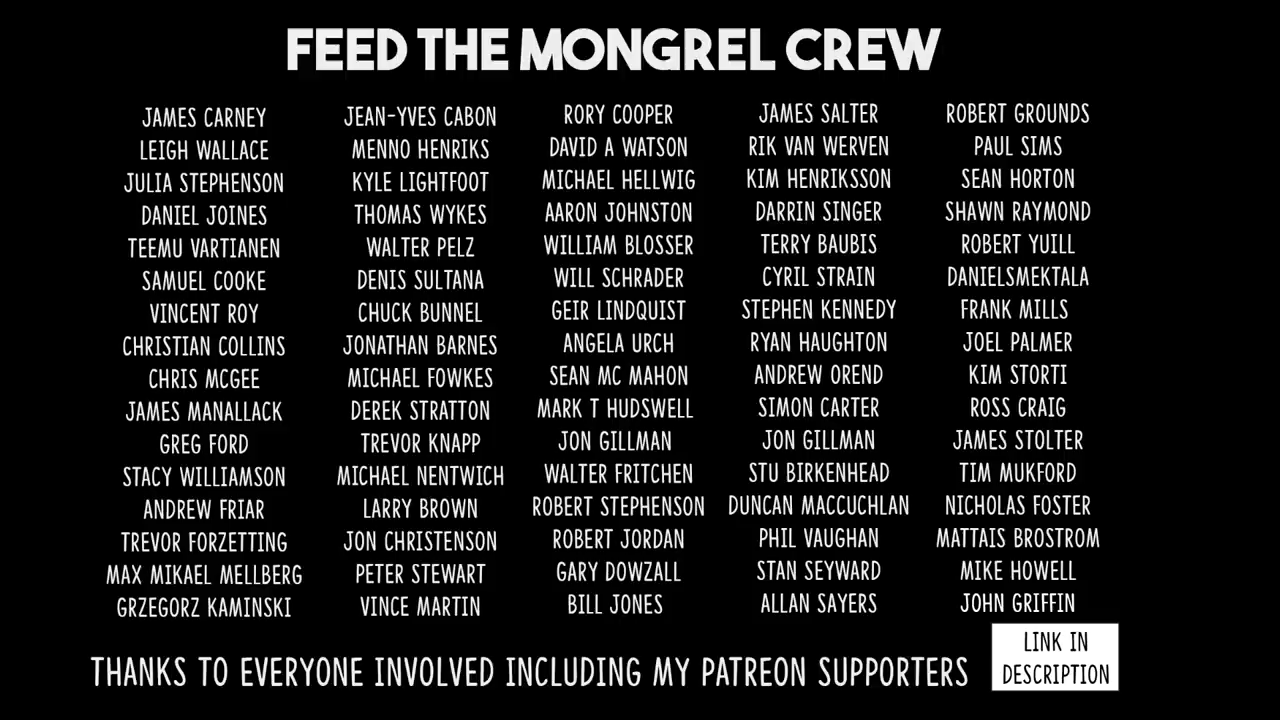 FEED THE MONGREL CREW
JAMES CARNEY
LEIGH WALLACE
JULIA STEPHENSON
DANIEL JOINES
TEEMU VARTIANEN
SAMUEL COOKE
VINCENT ROY
CHRISTIAN COLLINS
CHRIS MCGEE
JAMES MANALLACK
GREG FORD
STACY WILLIAMSON
ANDREW FRIAR
TREVOR FORZETTING
MAX MIKAEL MELLBERG
GRZEGORZ KAMINSKI
JEAN-YVES CABON
MENNO HENRIKS
KYLE LIGHTFOOT
THOMAS WYKES
WALTER PELZ
DENIS SULTANA
CHUCK BUNNEL
JONATHAN BARNES
MICHAEL FOWKES
DEREK STRATTON
TREVOR KNAPP
MICHAEL NENTWICH
LARRY BROWN
JON CHRISTENSON
PETER STEWART
VINCE MARTIN
RORY COOPER
DAVID A WATSON
MICHAEL HELLWIG
AARON JOHNSTON
WILLIAM BLOSSER
WILL SCHRADER
GEIR LINDQUIST
ANGELA URCH
SEAN MC MAHON
MARK T HUDSWELL
JON GILLMAN
WALTER FRITCHEN
ROBERT STEPHENSON
ROBERT JORDAN
GARY DOWZALL
BILL JONES
JAMES SALTER
RIK VAN WERVEN
KIM HENRIKSSON
DARRIN SINGER
TERRY BAUBIS
CYRIL STRAIN
STEPHEN KENNEDY
RYAN HAUGHTON
ANDREW OREND
SIMON CARTER
JON GILLMAN
STU BIRKENHEAD
DUNCAN MACCUCHLAN
PHIL VAUGHAN
STAN SEYWARD
ALLAN SAYERS
ROBERT GROUNDS
PAUL SIMS
SEAN HORTON
SHAWN RAYMOND
ROBERT YUILL
DANIELSMEKTALA
FRANK MILLS
JOEL PALMER
KIM STORTI
ROSS CRAIG
JAMES STOLTER
TIM MUKFORD
NICHOLAS FOSTER
MATTAIS BROSTROM
MIKE HOWELL
JOHN GRIFFIN
THANKS TO EVERYONE INVOLVED INCLUDING MY PATREON SUPPORTERS
LINK IN
DESCRIPTION